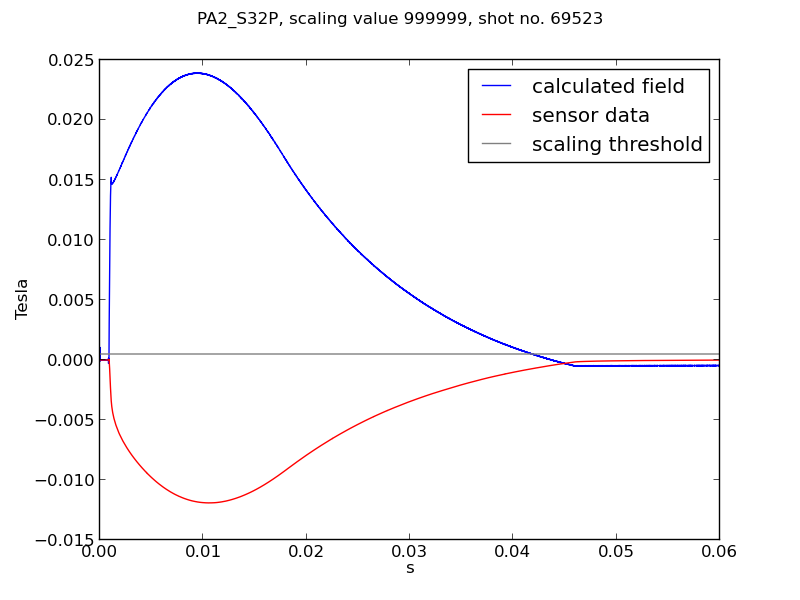 PA2_S32P, scaling value 999999, shot no. 69523
calculated field
sensor data
scaling threshold
0.025
0.020
0.015
0.010
0.005
0.000
−0.005
−0.010
−0.015
Tesla
0.00 0.01 0.02 0.03 0.04 0.05 0.06
s